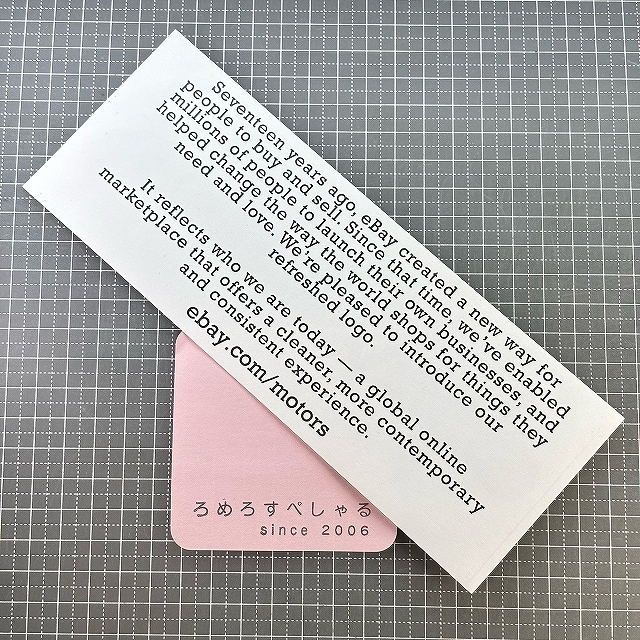 Seventeen years ago, eBay created a new way for
people to buy and sell. Since that time, we've enabled
millions of people to launch their own businesses, and
helped change the way the world shops for things they
need and love. We're pleased to introduce our
refreshed logo.
It reflects who we are today — a global online
marketplace that offers a cleaner, more contemporary
and consistent experience.
ebay.com/motors
ろめろすぺしゃる
since 2006